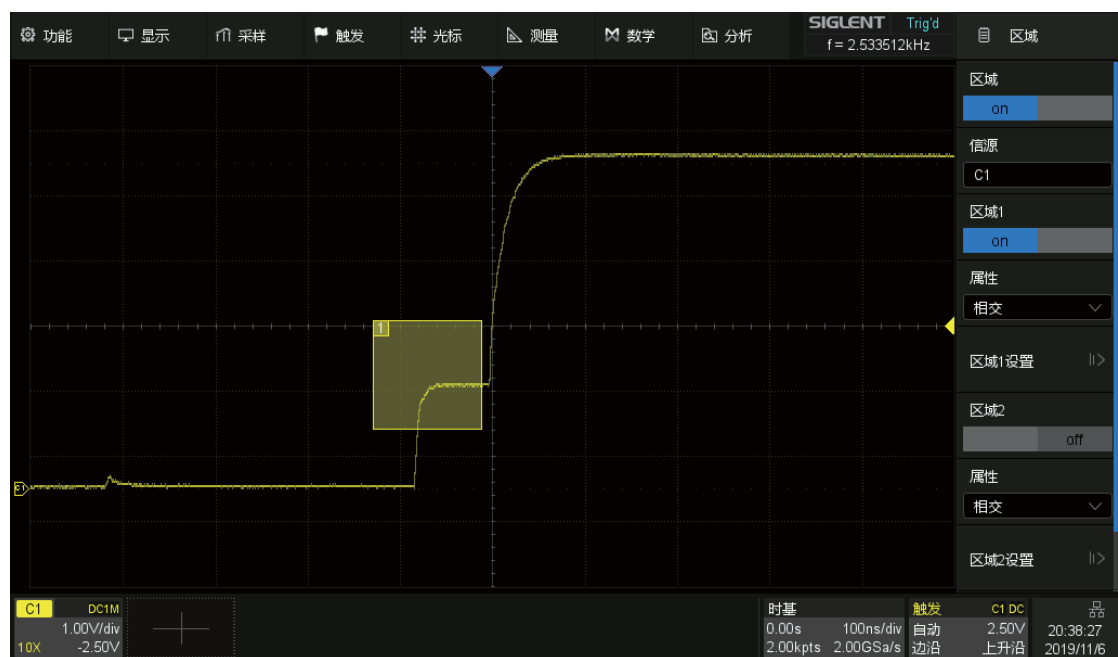 功能 显示 采样 触发 光标 测量 数学 分析
SIGLENT Trig'd
f = 2.533512kHz
区域
区域
on
信源
C1
区域1
on
属性
相交
区域1设置
区域2
off
属性
相交
区域2设置
1
C1
C1 DC1M
1.00V/div
10X -2.50V
时基
0.00s 100ns/div
2.00kpts 2.00GSa/s
触发 C1 DC
自动 2.50V
边沿 上升沿
20:38:27
2019/11/6